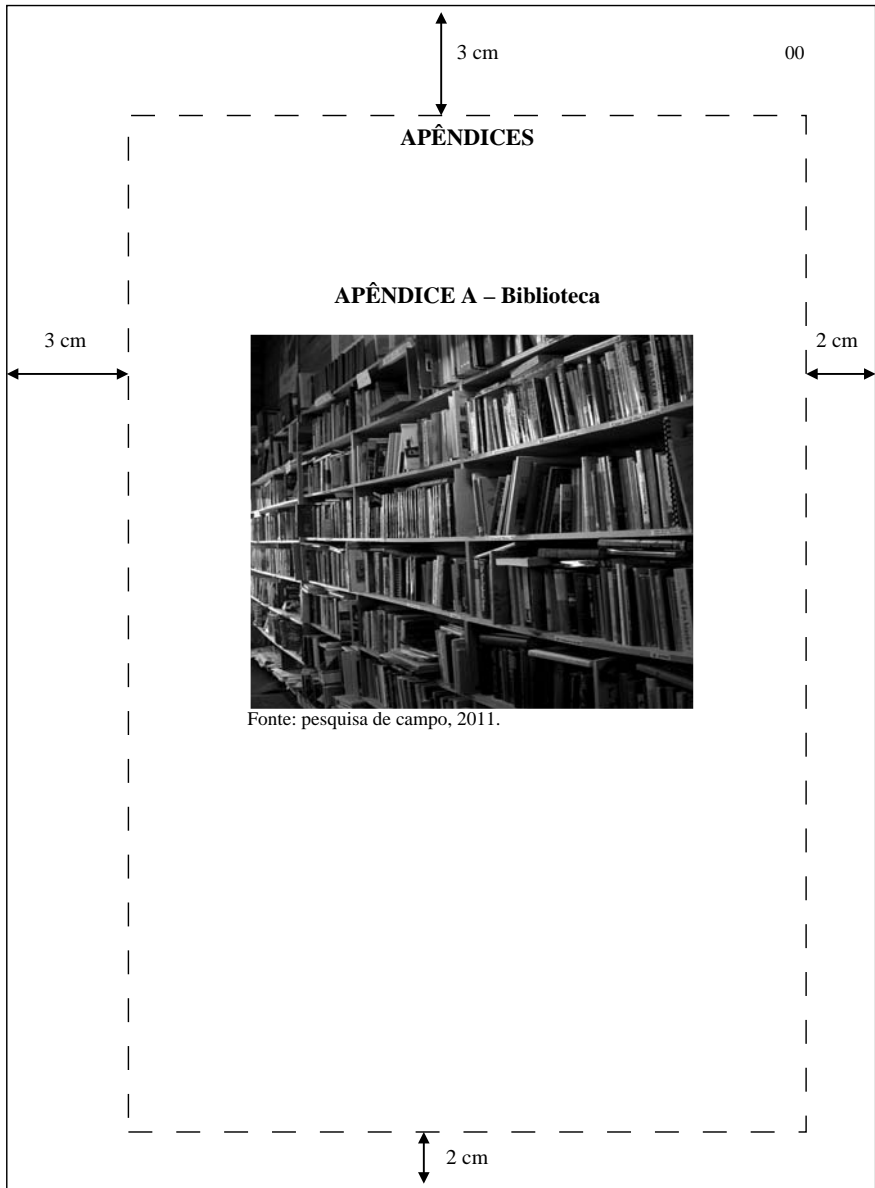 3 cm
00
APÊNDICES
APÊNDICE A – Biblioteca
3 cm
2 cm
Fonte: pesquisa de campo, 2011.
2 cm